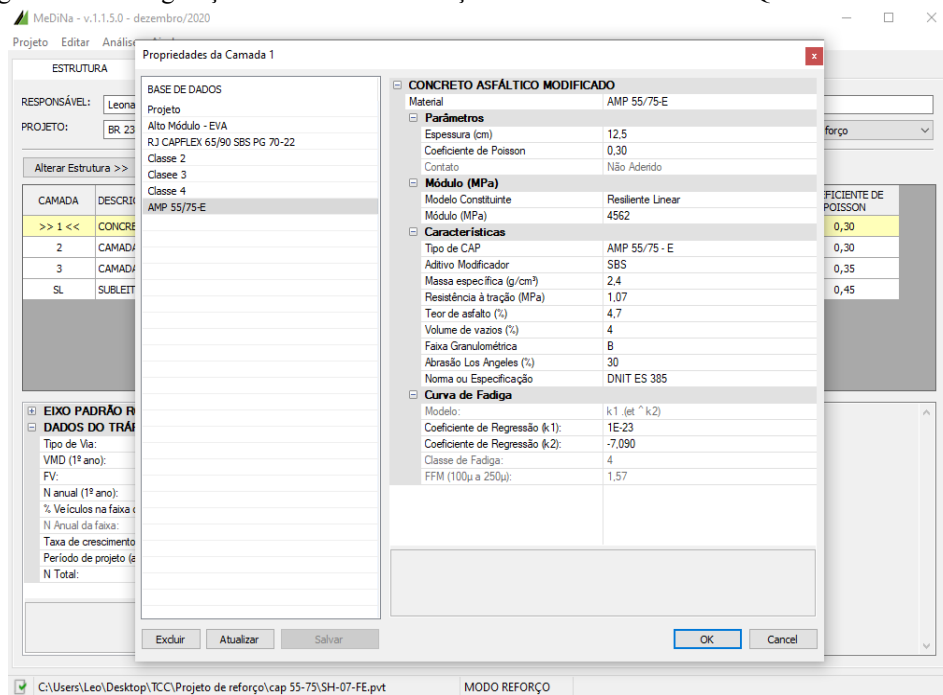 MeDiNa - v.1.1.5.0 - dezembro/2020
Projeto Editar Análise
ESTRUTURA
RESPONSÁVEL: Leona
PROJETO: BR 23 forço
Alterar Estrutura >>
CAMADA DESCRIÇ FICIENTE DE POISSON
>> 1 << CONCRE 0,30
2 CAMADA 0,30
3 CAMADA 0,35
SL SUBLEIT 0,45
EIXO PADRÃO R
DADOS DO TRÁF
Tipo de Via:
VMD (1º ano):
FV:
N anual (1º ano):
% Veículos na faixa
N Anual da faixa:
Taxa de crescimento
Período de projeto (a
N Total:
Propriedades da Camada 1
x
BASE DE DADOS
Projeto
Alto Módulo - EVA
RJ CAPFLEX 65/90 SBS PG 70-22
Classe 2
Classe 3
Classe 4
AMP 55/75-E
CONCRETO ASFÁLTICO MODIFICADO
Material AMP 55/75-E
Parâmetros
Espessura (cm) 12,5
Coeficiente de Poisson 0,30
Contato Não Aderido
Módulo (MPa)
Modelo Constituinte Resiliente Linear
Módulo (MPa) 4562
Características
Tipo de CAP AMP 55/75 - E
Aditivo Modificador SBS
Massa específica (g/cm³) 2,4
Resistência à tração (MPa) 1,07
Teor de asfalto (%) 4,7
Volume de vazios (%) 4
Faixa Granulométrica B
Abrasão Los Angeles (%) 30
Norma ou Especificação DNIT ES 385
Curva de Fadiga
Modelo: k1 .(et ^ k2)
Coeficiente de Regressão (k1): 1E-23
Coeficiente de Regressão (k2): -7,090
Classe de Fadiga: 4
FFM (100µ a 250µ): 1,57
Excluir Atualizar Salvar OK Cancel
C:\Users\Leo\Desktop\TCC\Projeto de reforço\cap 55-75\SH-07-FE.pvt MODO REFORÇO